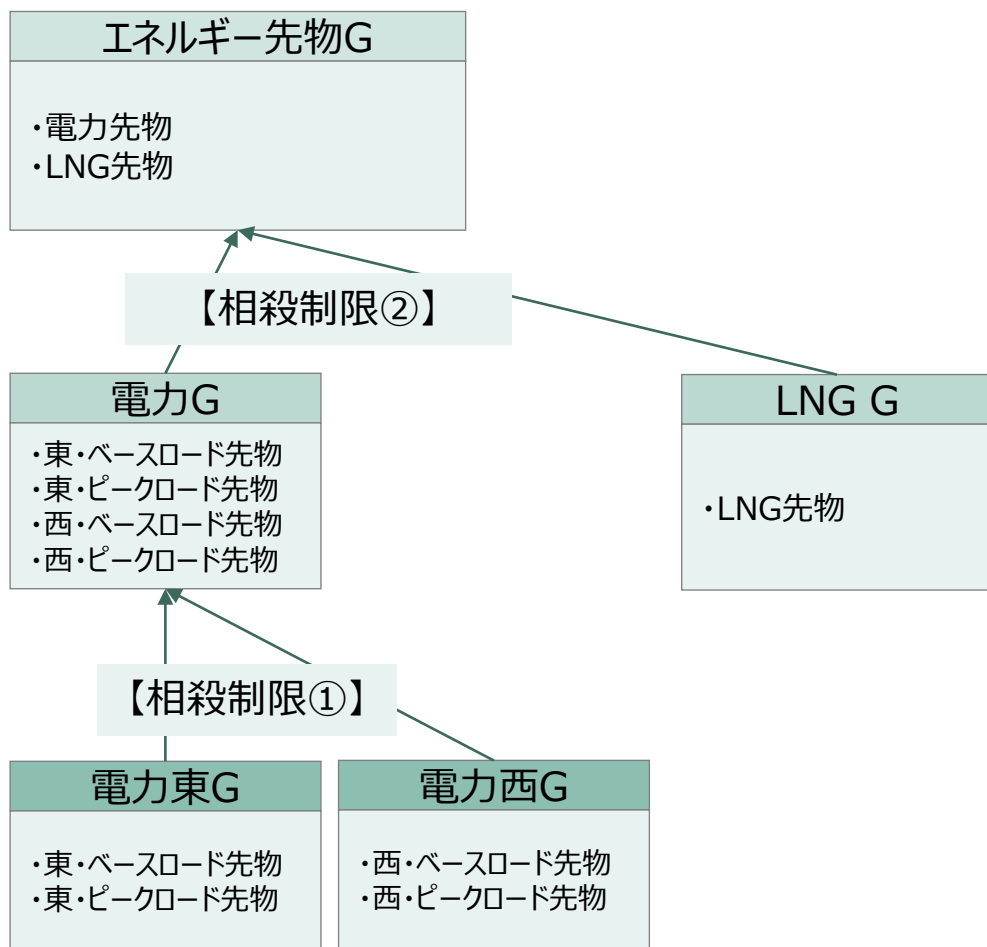 エネルギー先物G
・電力先物
・LNG先物
【相殺制限②】
電力G
・東・ベースロード先物
・東・ピークロード先物
・西・ベースロード先物
・西・ピークロード先物
LNG G
・LNG先物
【相殺制限①】
電力東G
・東・ベースロード先物
・東・ピークロード先物
電力西G
・西・ベースロード先物
・西・ピークロード先物